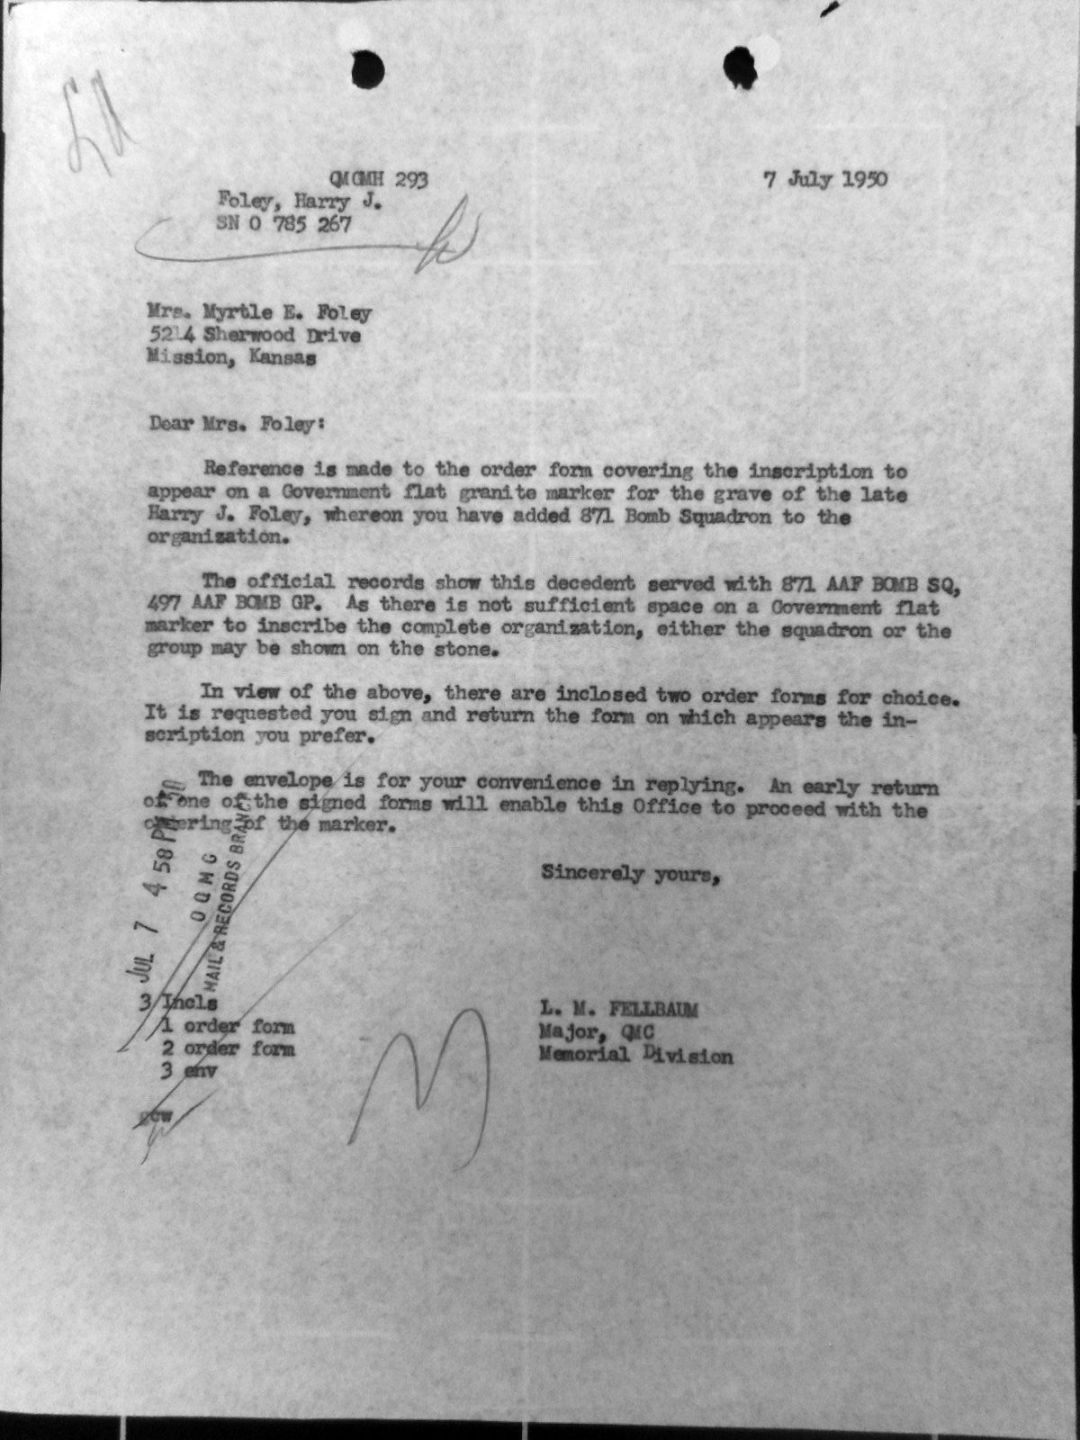 QMGMH 293
7 July 1950
Foley, Harry J.
SN O 785 267
Mrs. Myrtle E. Foley
5214 Sherwood Drive
Mission, Kansas
Dear Mrs. Foley:
Reference is made to the order form covering the inscription to
appear on a Government flat granite marker for the grave of the late
Harry J. Foley, whereon you have added 871 Bomb Squadron to the
organization.
The official records show this decedent served with 871 AAF BOMB SQ,
497 AAF BOMB GP. As there is not sufficient space on a Government flat
marker to inscribe the complete organization, either the squadron or the
group may be shown on the stone.
In view of the above, there are inclosed two order forms for choice.
It is requested you sign and return the form on which appears the in-
scription you prefer.
The envelope is for your convenience in replying. An early return
of one of the signed forms will enable this Office to proceed with the
ordering of the marker.
Sincerely yours,
JUL 7 4 58 PM '50
O Q M G
MAIL & RECORDS BRANCH
3 Incls
1 order form
2 order form
3 env
gcw
L. M. FELLBAUM
Major, QMC
Memorial Division